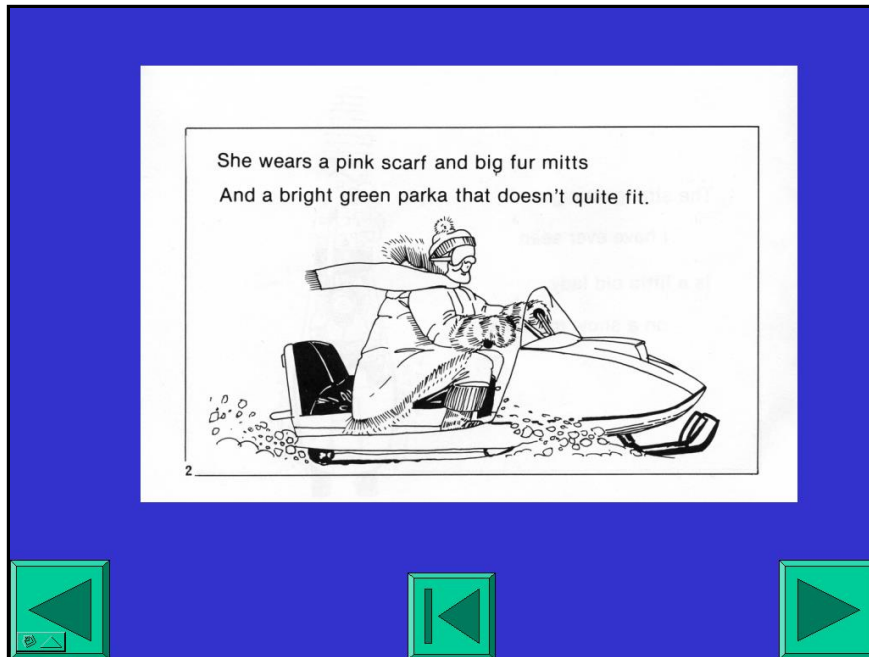 She wears a pink scarf and big fur mitts
And a bright green parka that doesn't quite fit.
2